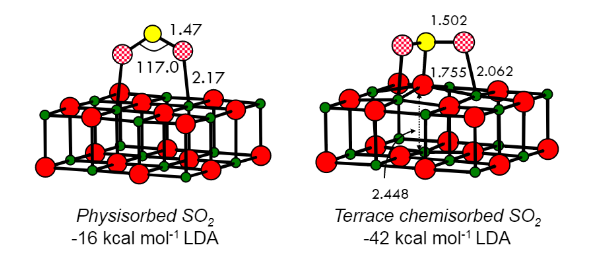 1.47
117.0
2.17
1.502
1.755
2.062
2.448
Physisorbed SO₂
-16 kcal mol⁻¹ LDA
Terrace chemisorbed SO₂
-42 kcal mol⁻¹ LDA